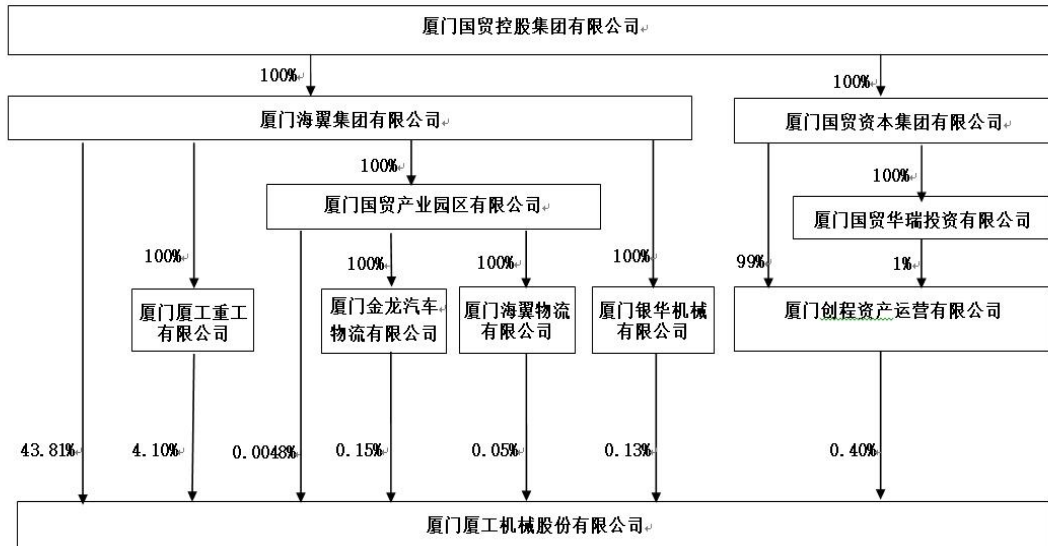 厦门国贸控股集团有限公司
100%
100%
厦门海翼集团有限公司
厦门国贸资本集团有限公司
100%
100%
厦门国贸产业园区有限公司
厦门国贸华瑞投资有限公司
100%
100%
100%
100%
99%
1%
厦门厦工重工
有限公司
厦门金龙汽车
物流有限公司
厦门海翼物流
有限公司
厦门银华机械
有限公司
厦门创程资产运营有限公司
43.81%
4.10%
0.0048%
0.15%
0.05%
0.13%
0.40%
厦门厦工机械股份有限公司